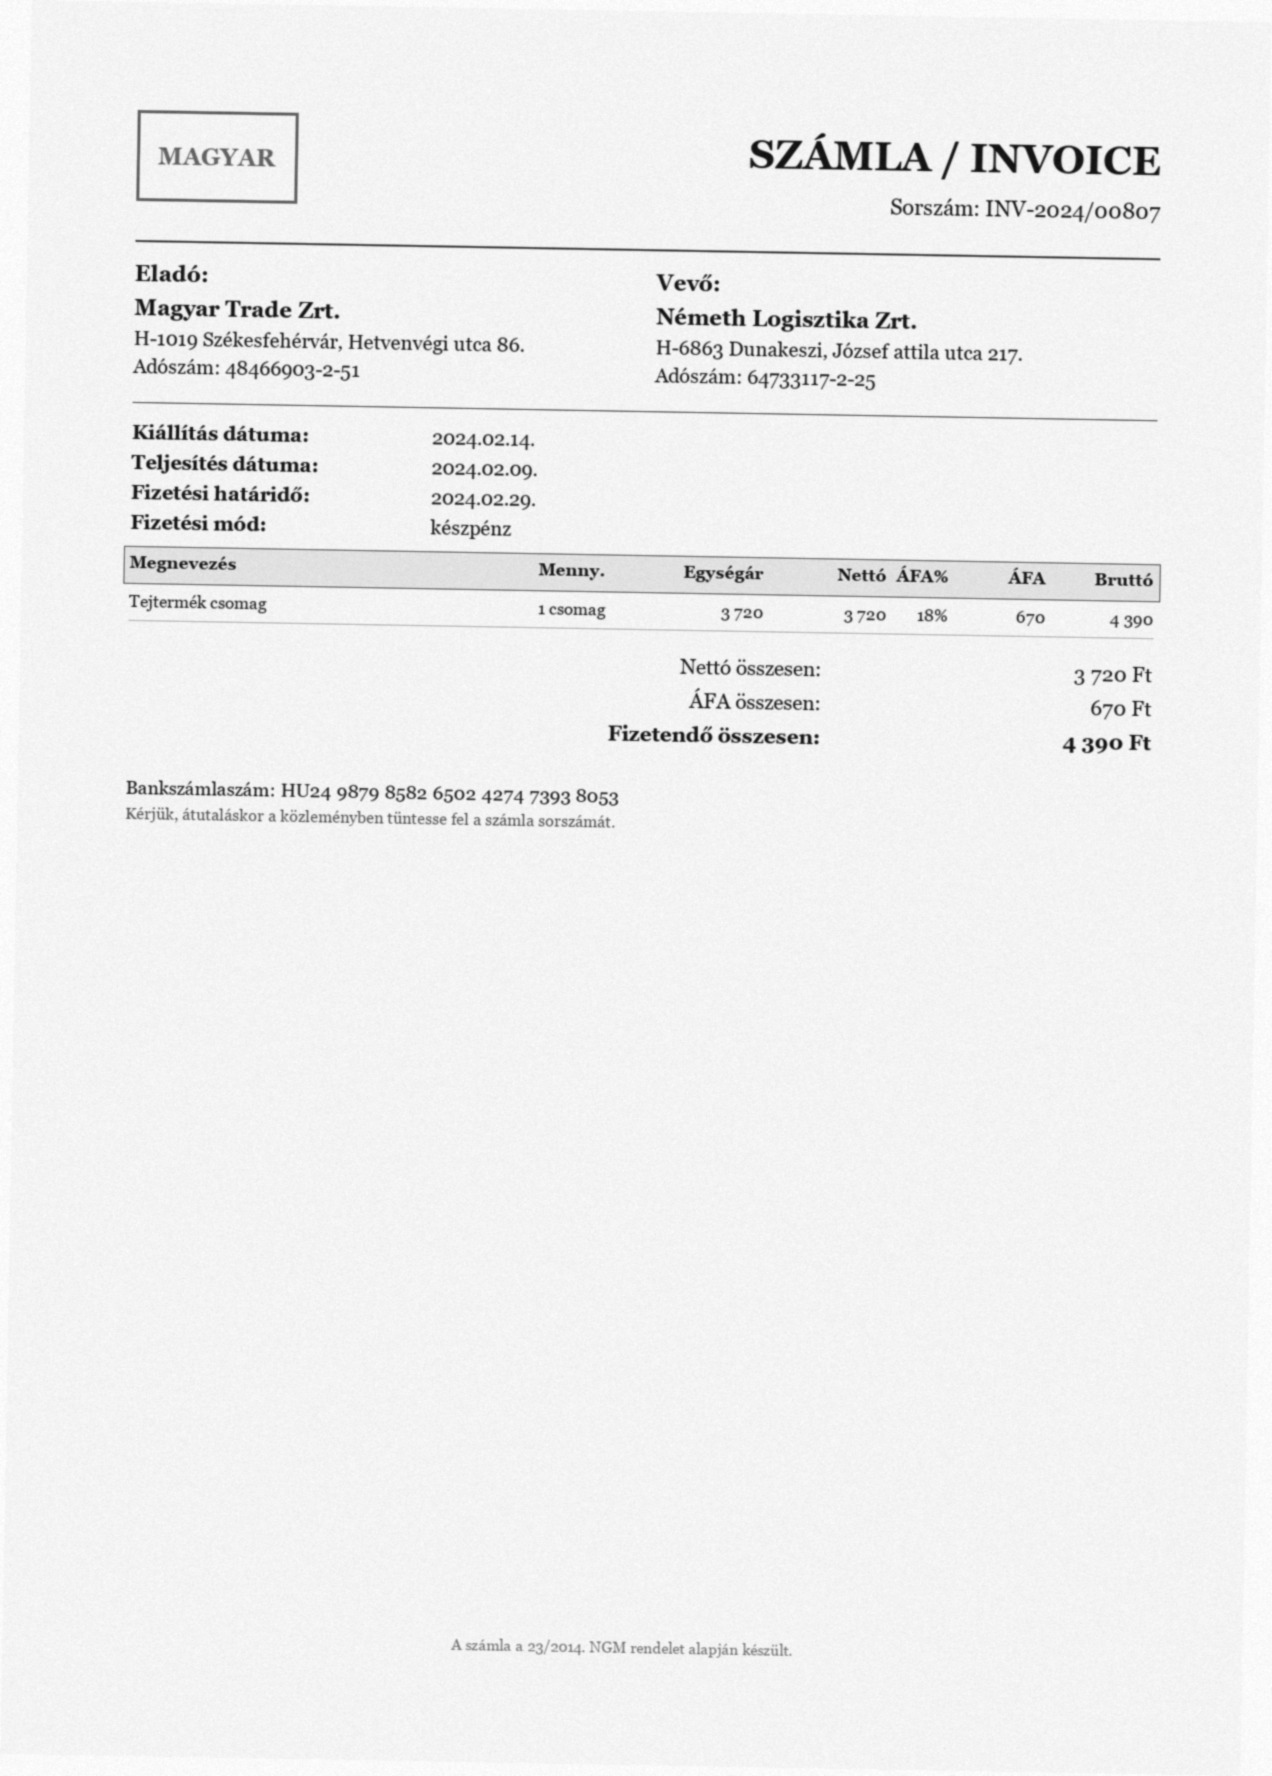 MAGYAR
SZÁMLA / INVOICE
Sorszám: INV-2024/00807
Eladó:
Magyar Trade Zrt.
H-1019 Székesfehérvár, Hetvenvégi utca 86.
Adószám: 48466903-2-51
Vevő:
Németh Logisztika Zrt.
H-6863 Dunakeszi, József attila utca 217.
Adószám: 64733117-2-25
Kiállítás dátuma: 2024.02.14.
Teljesítés dátuma: 2024.02.09.
Fizetési határidő: 2024.02.29.
Fizetési mód: készpénz
Megnevezés Menny. Egységár Nettó ÁFA% ÁFA Bruttó
Tejtermék csomag 1 csomag 3 720 3 720 18% 670 4 390
Nettó összesen: 3 720 Ft
ÁFA összesen: 670 Ft
Fizetendő összesen: 4 390 Ft
Bankszámlaszám: HU24 9879 8582 6502 4274 7393 8053
Kérjük, átutaláskor a közleményben tüntesse fel a számla sorszámát.
A számla a 23/2014. NGM rendelet alapján készült.